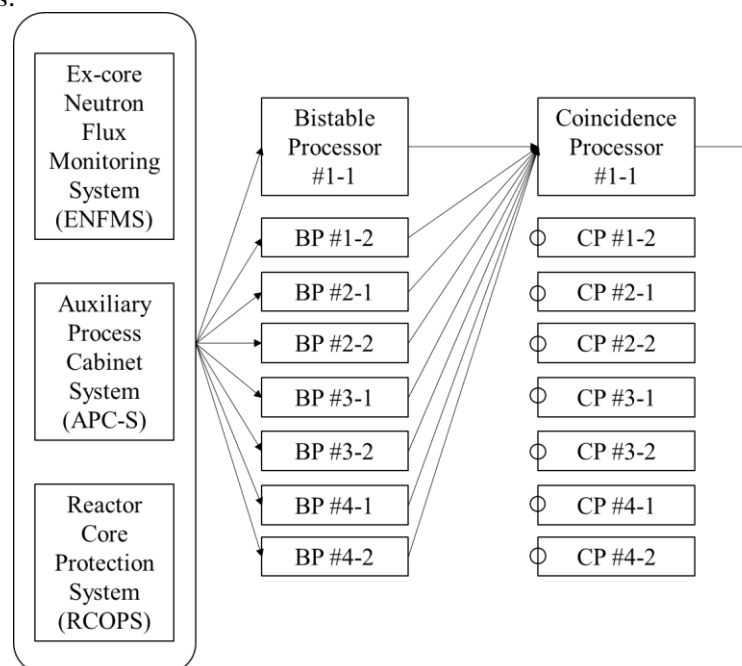 s.
Ex-core
Neutron
Flux
Monitoring
System
(ENFMS)
Auxiliary
Process
Cabinet
System
(APC-S)
Reactor
Core
Protection
System
(RCOPS)
Bistable
Processor
#1-1
BP #1-2
BP #2-1
BP #2-2
BP #3-1
BP #3-2
BP #4-1
BP #4-2
Coincidence
Processor
#1-1
CP #1-2
CP #2-1
CP #2-2
CP #3-1
CP #3-2
CP #4-1
CP #4-2